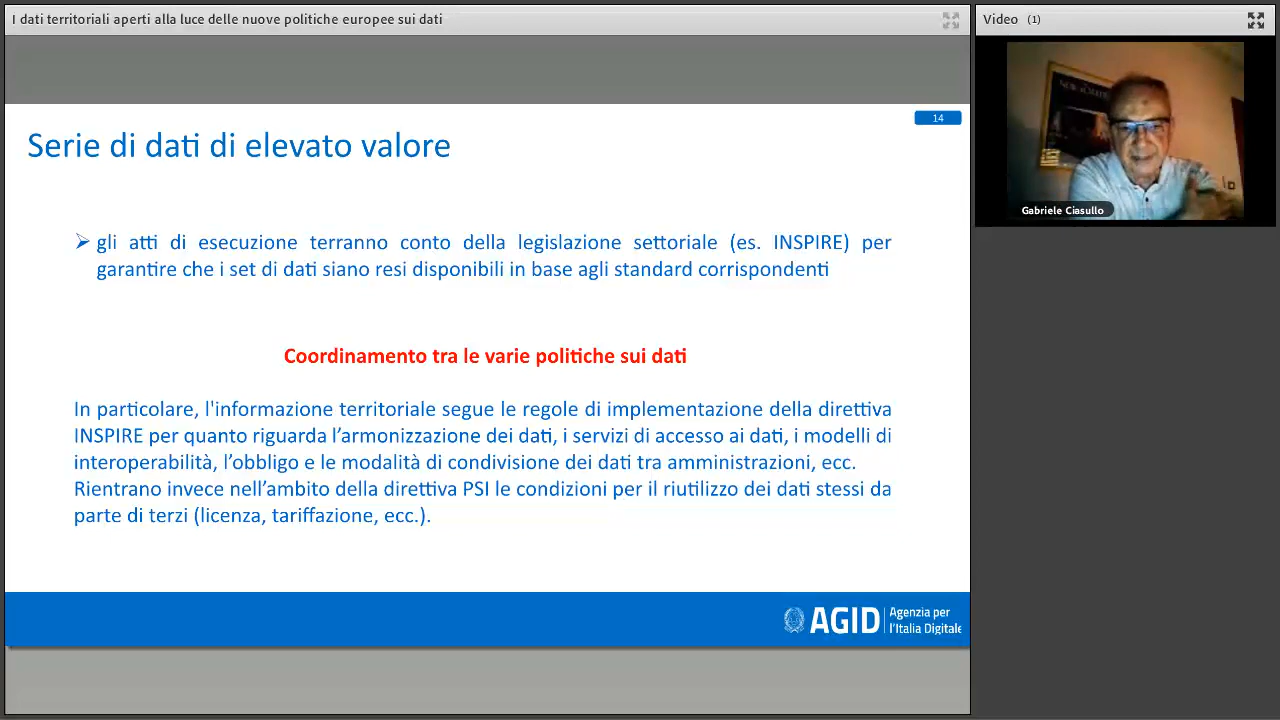 I dati territoriali aperti alla luce delle nuove politiche europee sui dati
Video (1)
Gabriele Ciasullo
14
Serie di dati di elevato valore
➢ gli atti di esecuzione terranno conto della legislazione settoriale (es. INSPIRE) per
garantire che i set di dati siano resi disponibili in base agli standard corrispondenti
Coordinamento tra le varie politiche sui dati
In particolare, l'informazione territoriale segue le regole di implementazione della direttiva
INSPIRE per quanto riguarda l’armonizzazione dei dati, i servizi di accesso ai dati, i modelli di
interoperabilità, l’obbligo e le modalità di condivisione dei dati tra amministrazioni, ecc.
Rientrano invece nell’ambito della direttiva PSI le condizioni per il riutilizzo dei dati stessi da
parte di terzi (licenza, tariffazione, ecc.).
AGID
Agenzia per
l'Italia Digitale